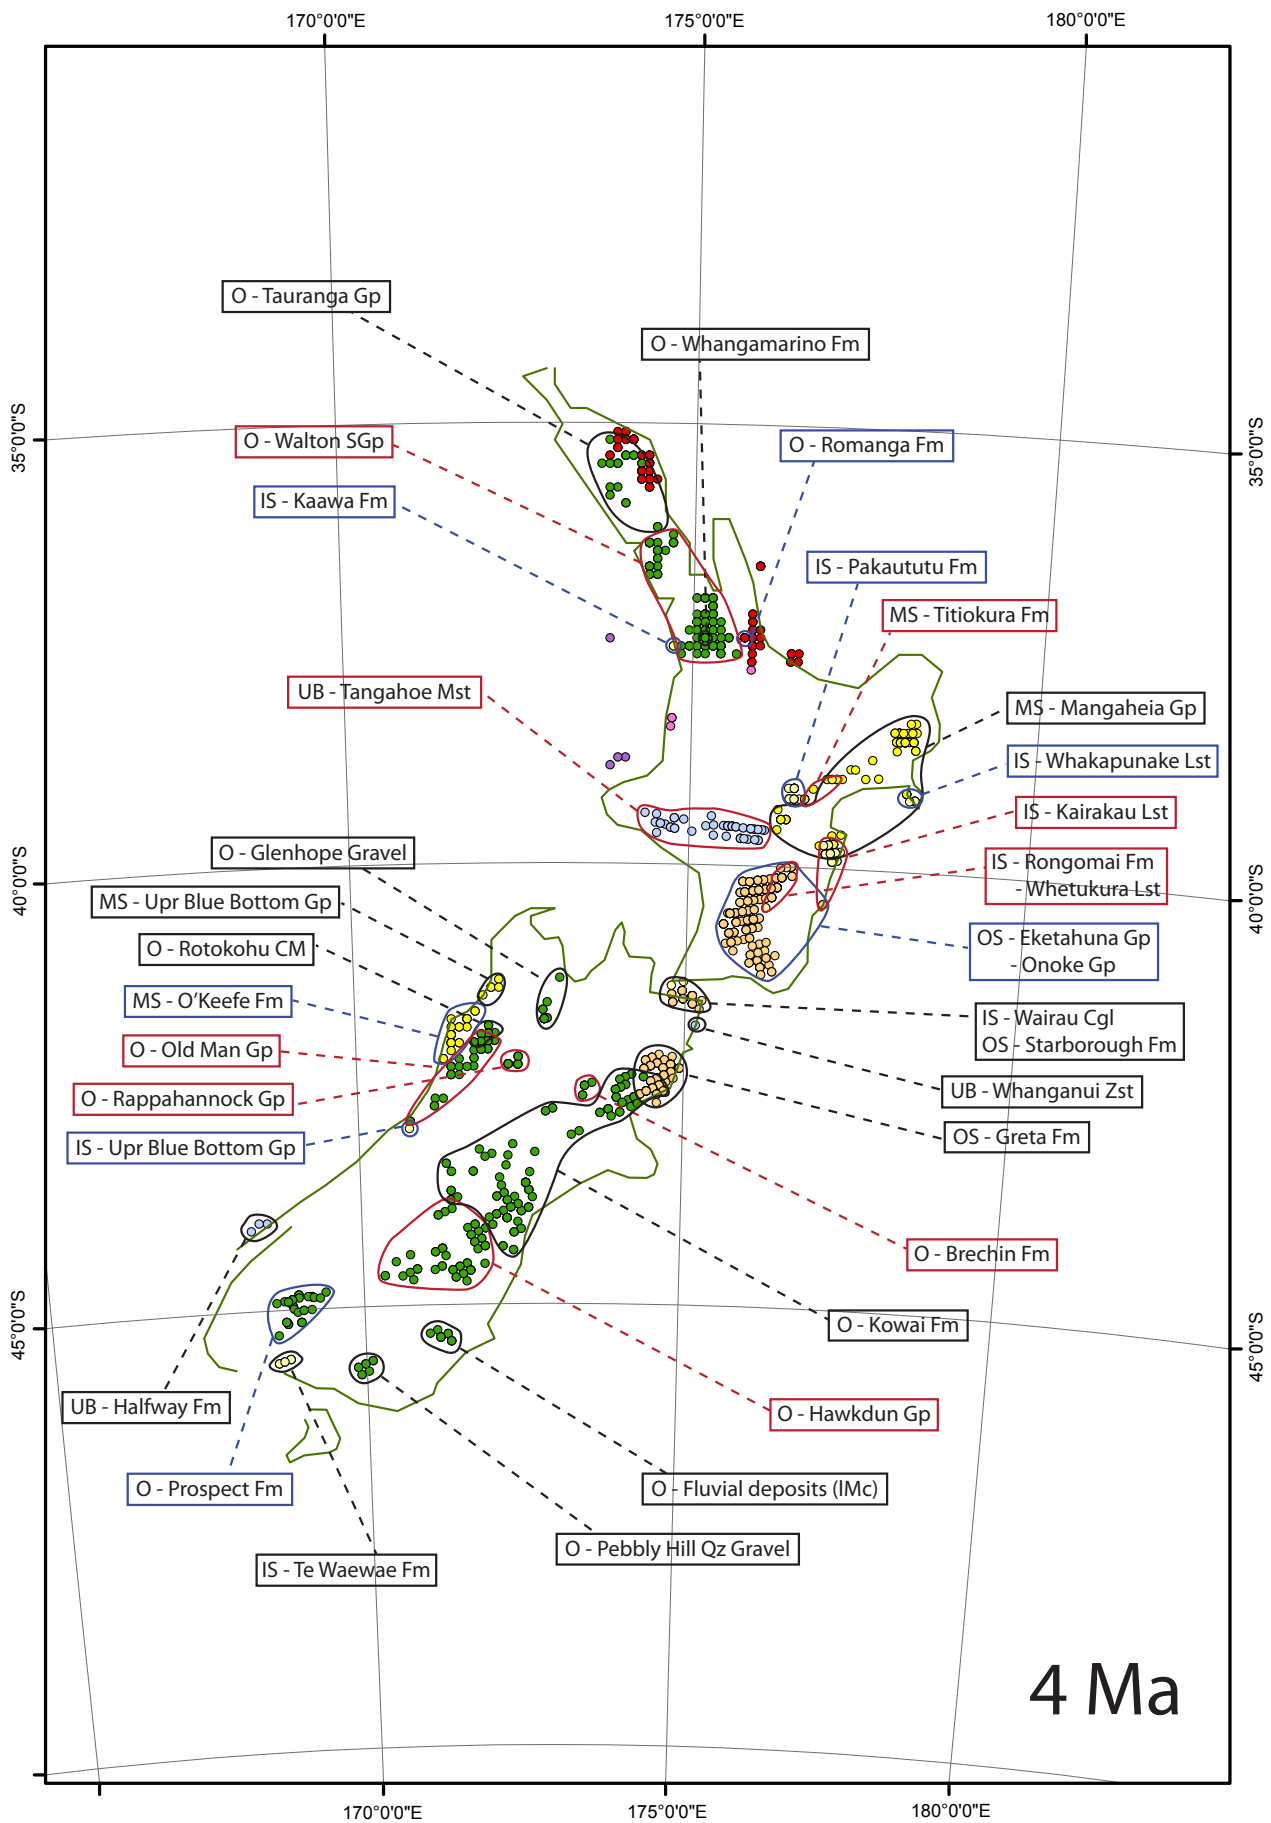 170°0'0"E
175°0'0"E
180°0'0"E
O - Tauranga Gp
O - Whangamarino Fm
35°0'0"S
O - Walton SGp
O - Romanga Fm
35°0'0"S
IS - Kaawa Fm
IS - Pakaututu Fm
MS - Titiokura Fm
UB - Tangahoe Mst
MS - Mangaheia Gp
IS - Whakapunake Lst
IS - Kairakau Lst
O - Glenhope Gravel
IS - Rongomai Fm
- Whetukura Lst
40°0'0"S
MS - Upr Blue Bottom Gp
40°0'0"S
O - Rotokohu CM
OS - Eketahuna Gp
- Onoke Gp
MS - O'Keefe Fm
IS - Wairau Cgl
OS - Starborough Fm
O - Old Man Gp
UB - Whanganui Zst
O - Rappahannock Gp
OS - Greta Fm
IS - Upr Blue Bottom Gp
O - Brechin Fm
45°0'0"S
O - Kowai Fm
45°0'0"S
UB - Halfway Fm
O - Hawkdun Gp
O - Prospect Fm
O - Fluvial deposits (lMc)
O - Pebbly Hill Qz Gravel
IS - Te Waewae Fm
4 Ma
170°0'0"E
175°0'0"E
180°0'0"E